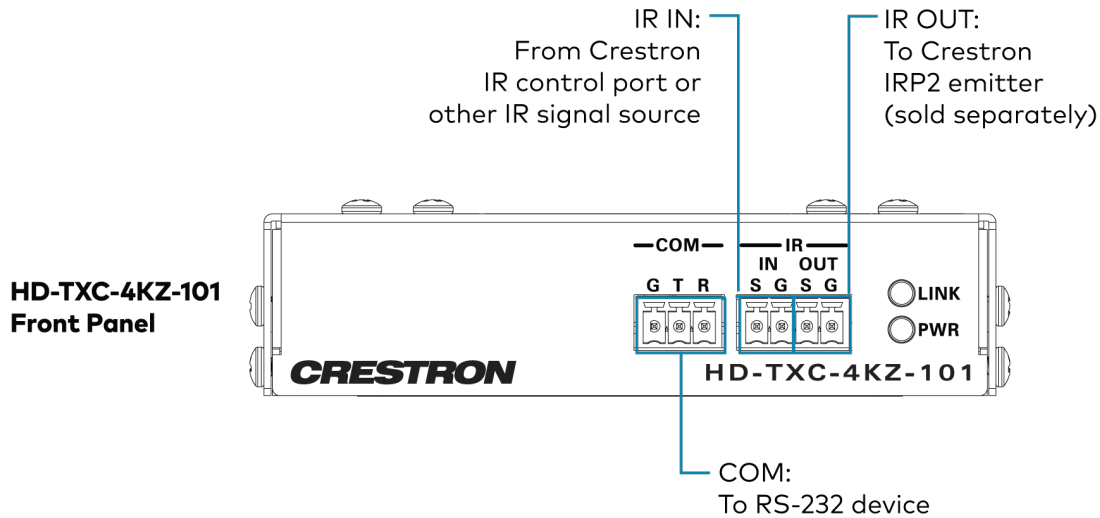 IR IN:
From Crestron
IR control port or
other IR signal source
IR OUT:
To Crestron
IRP2 emitter
(sold separately)
HD-TXC-4KZ-101
Front Panel
COM
IR
IN OUT
G T R
S G S G
LINK
PWR
CRESTRON
HD-TXC-4KZ-101
COM:
To RS-232 device